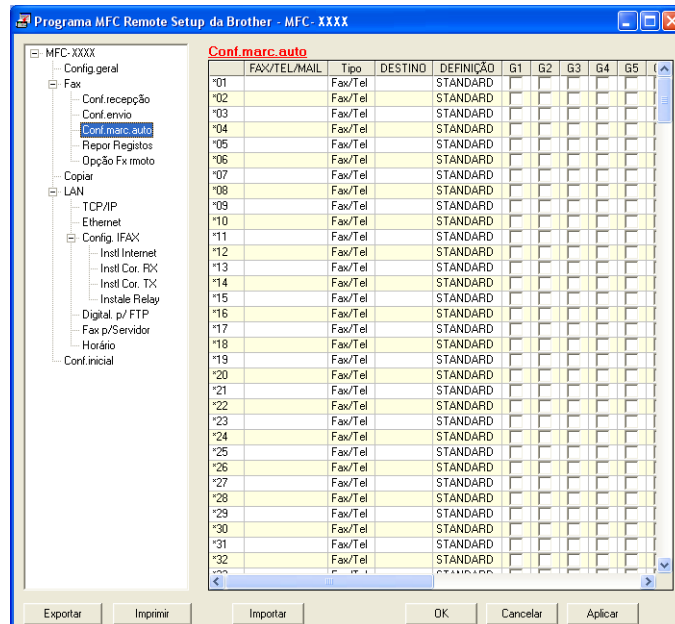 Programa MFC Remote Setup da Brother - MFC- XXXX
MFC-XXXX
Config.geral
Fax
Conf.recepção
Conf.envio
Conf.marc.auto
Repor Registos
Opção Fx rmoto
Copiar
LAN
TCP/IP
Ethernet
Config. IFAX
Instl Internet
Instl Cor. RX
Instl Cor. TX
Instale Relay
Digital. p/ FTP
Fax p/Servidor
Horário
Conf.inicial
Conf.marc.auto
FAX/TEL/MAIL Tipo DESTINO DEFINIÇÃO G1 G2 G3 G4 G5
*01 Fax/Tel STANDARD
*02 Fax/Tel STANDARD
*03 Fax/Tel STANDARD
*04 Fax/Tel STANDARD
*05 Fax/Tel STANDARD
*06 Fax/Tel STANDARD
*07 Fax/Tel STANDARD
*08 Fax/Tel STANDARD
*09 Fax/Tel STANDARD
*10 Fax/Tel STANDARD
*11 Fax/Tel STANDARD
*12 Fax/Tel STANDARD
*13 Fax/Tel STANDARD
*14 Fax/Tel STANDARD
*15 Fax/Tel STANDARD
*16 Fax/Tel STANDARD
*17 Fax/Tel STANDARD
*18 Fax/Tel STANDARD
*19 Fax/Tel STANDARD
*20 Fax/Tel STANDARD
*21 Fax/Tel STANDARD
*22 Fax/Tel STANDARD
*23 Fax/Tel STANDARD
*24 Fax/Tel STANDARD
*25 Fax/Tel STANDARD
*26 Fax/Tel STANDARD
*27 Fax/Tel STANDARD
*28 Fax/Tel STANDARD
*29 Fax/Tel STANDARD
*30 Fax/Tel STANDARD
*31 Fax/Tel STANDARD
*32 Fax/Tel STANDARD
Exportar Imprimir Importar OK Cancelar Aplicar